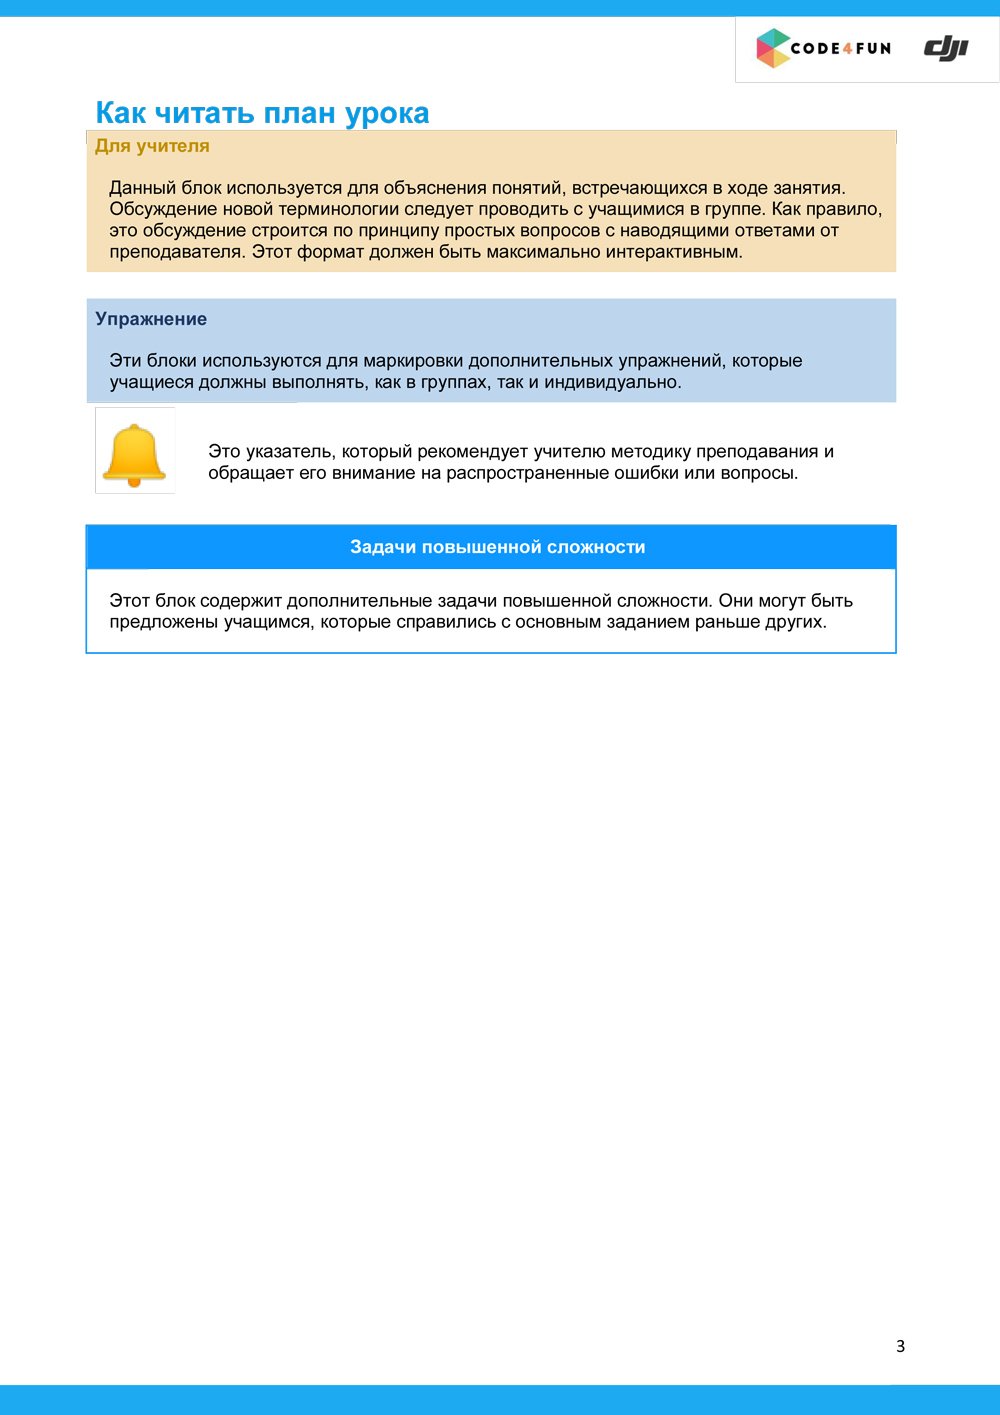 CODE4FUN dji
Как читать план урока
Для учителя
Данный блок используется для объяснения понятий, встречающихся в ходе занятия.
Обсуждение новой терминологии следует проводить с учащимися в группе. Как правило,
это обсуждение строится по принципу простых вопросов с наводящими ответами от
преподавателя. Этот формат должен быть максимально интерактивным.
Упражнение
Эти блоки используются для маркировки дополнительных упражнений, которые
учащиеся должны выполнять, как в группах, так и индивидуально.
Это указатель, который рекомендует учителю методику преподавания и
обращает его внимание на распространенные ошибки или вопросы.
Задачи повышенной сложности
Этот блок содержит дополнительные задачи повышенной сложности. Они могут быть
предложены учащимся, которые справились с основным заданием раньше других.
3